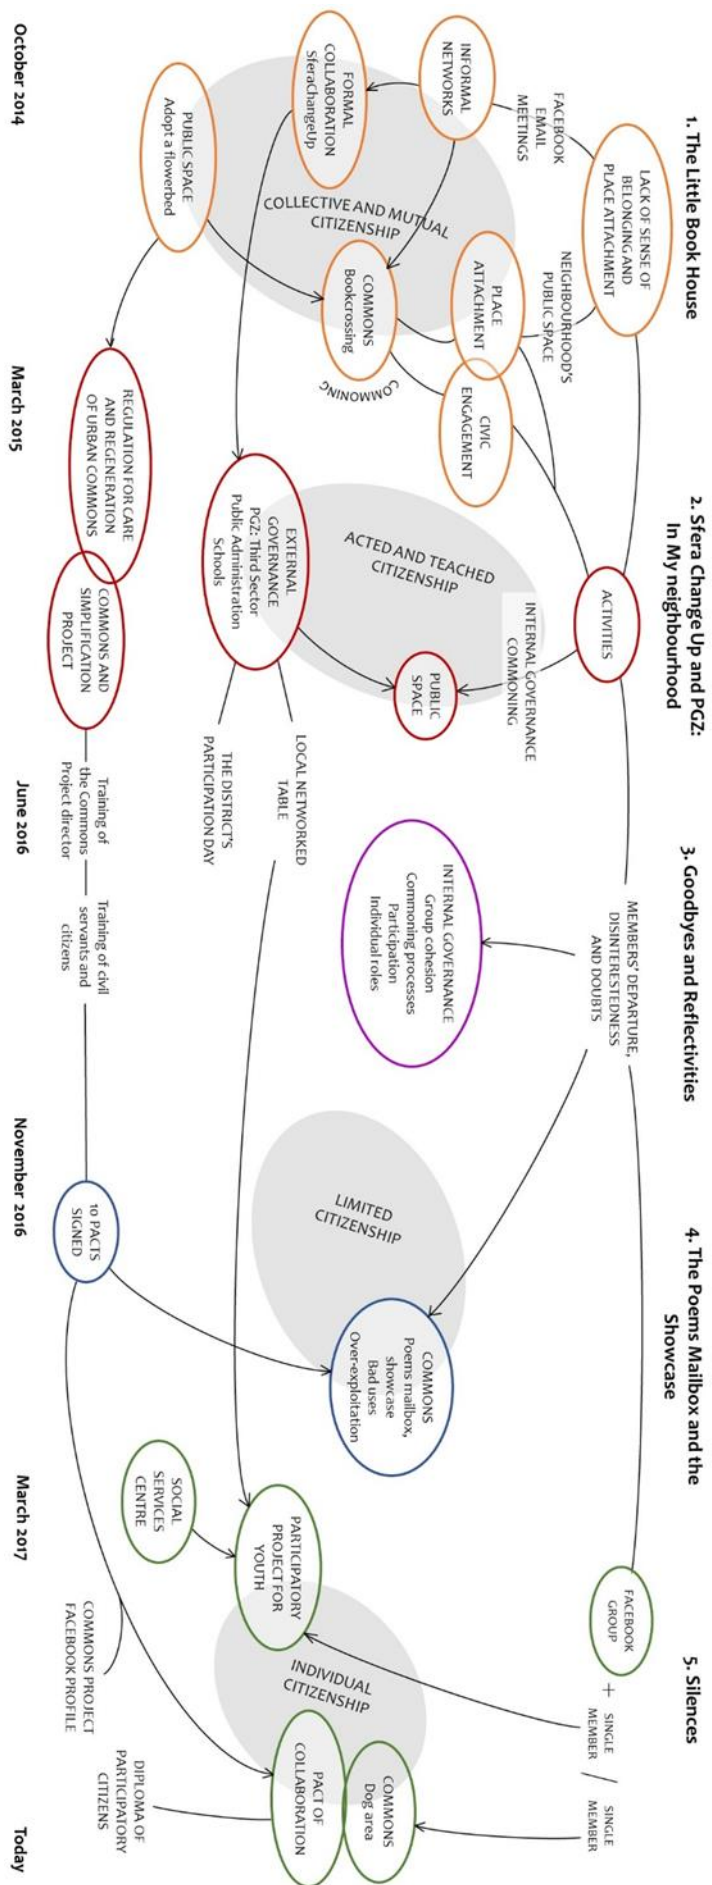 1. The Little Book House
2. Sfera Change Up and PGZ:
In My neighbourhood
3. Goodbyes and Reflectivities
4. The Poems Mailbox and the
Showcase
5. Silences
LACK OF SENSE OF
BELONGING AND
PLACE ATTACHMENT
FACEBOOK
EMAIL
MEETINGS
NEIGHBOURHOOD'S
PUBLIC SPACE
INFORMAL
NETWORKS
PLACE
ATTACHMENT
CIVIC
ENGAGEMENT
FORMAL
COLLABORATION
SferaChangeUp
COLLECTIVE AND MUTUAL
CITIZENSHIP
COMMONS
Bookcrossing
COMMONING
PUBLIC SPACE
Adopt a flowerbed
ACTIVITIES
INTERNAL GOVERNANCE
COMMONING
ACTED AND TEACHED
CITIZENSHIP
PUBLIC
SPACE
EXTERNAL
GOVERNANCE
PGZ: Third Sector
Public Administration
Schools
LOCAL NETWORKED
TABLE
THE DISTRICT'S
PARTICIPATION DAY
REGULATION FOR CARE
AND REGENERATION
OF URBAN COMMONS
COMMONS AND
SIMPLIFICATION
PROJECT
Training of
the Commons
Project director
Training of civil
servants and
citizens
MEMBERS' DEPARTURE,
DISINTERESTEDNESS
AND DOUBTS
INTERNAL GOVERNANCE
Group cohesion
Commoning processes
Participation
Individual roles
LIMITED
CITIZENSHIP
COMMONS
Poems mailbox,
showcase
Bad uses
Over-exploitation
10 PACTS
SIGNED
FACEBOOK
GROUP
+
SINGLE
MEMBER
/
SINGLE
MEMBER
SOCIAL
SERVICES
CENTRE
PARTICIPATORY
PROJECT FOR
YOUTH
INDIVIDUAL
CITIZENSHIP
COMMONS
Dog area
PACT OF
COLLABORATION
COMMONS PROJECT
FACEBOOK PROFILE
DIPLOMA OF
PARTICIPATORY
CITIZENS
October 2014
March 2015
June 2016
November 2016
March 2017
Today